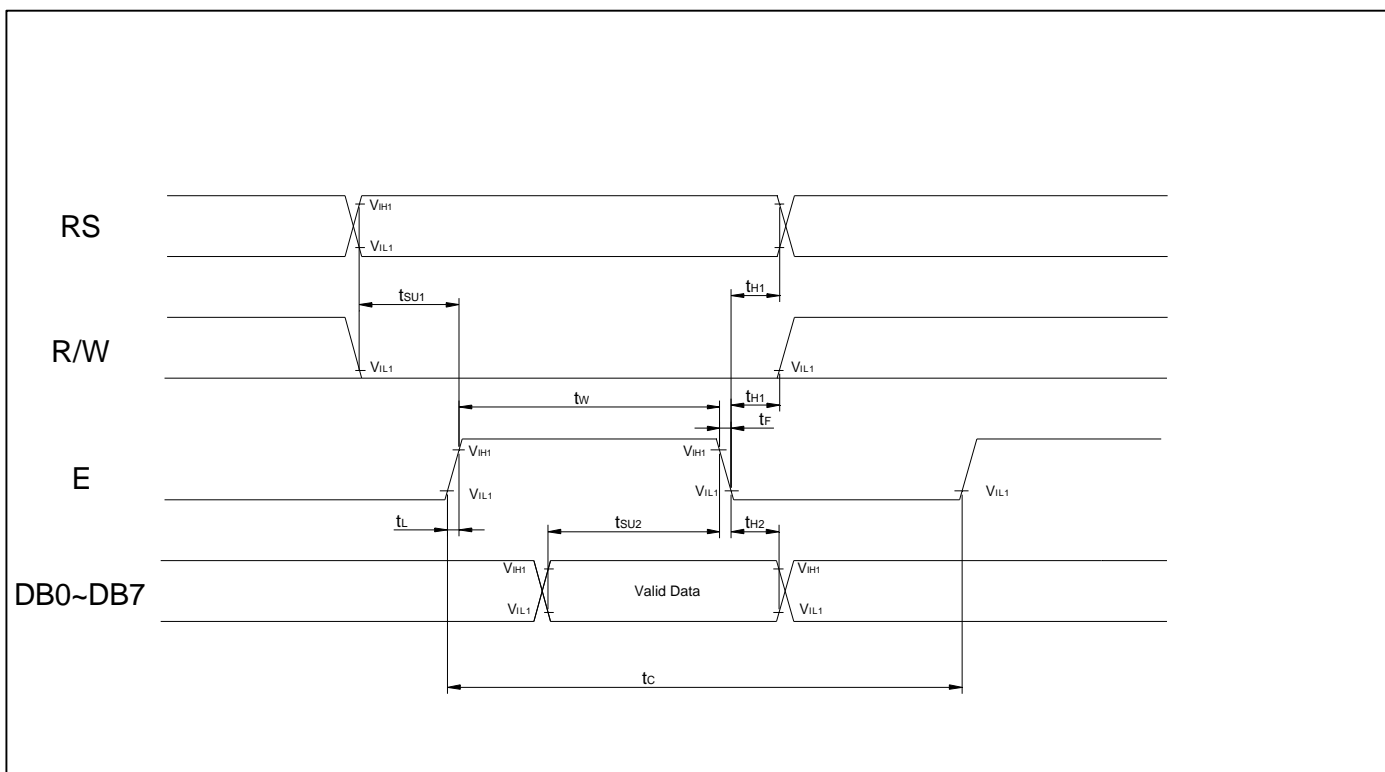 RS
VIH1
VIL1
tSU1
tH1
R/W
VIL1
VIL1
tW
tH1
tF
E
VIH1
VIH1
VIL1
VIL1
VIL1
tL
tSU2
tH2
DB0~DB7
VIH1
VIH1
Valid Data
VIL1
VIL1
tC